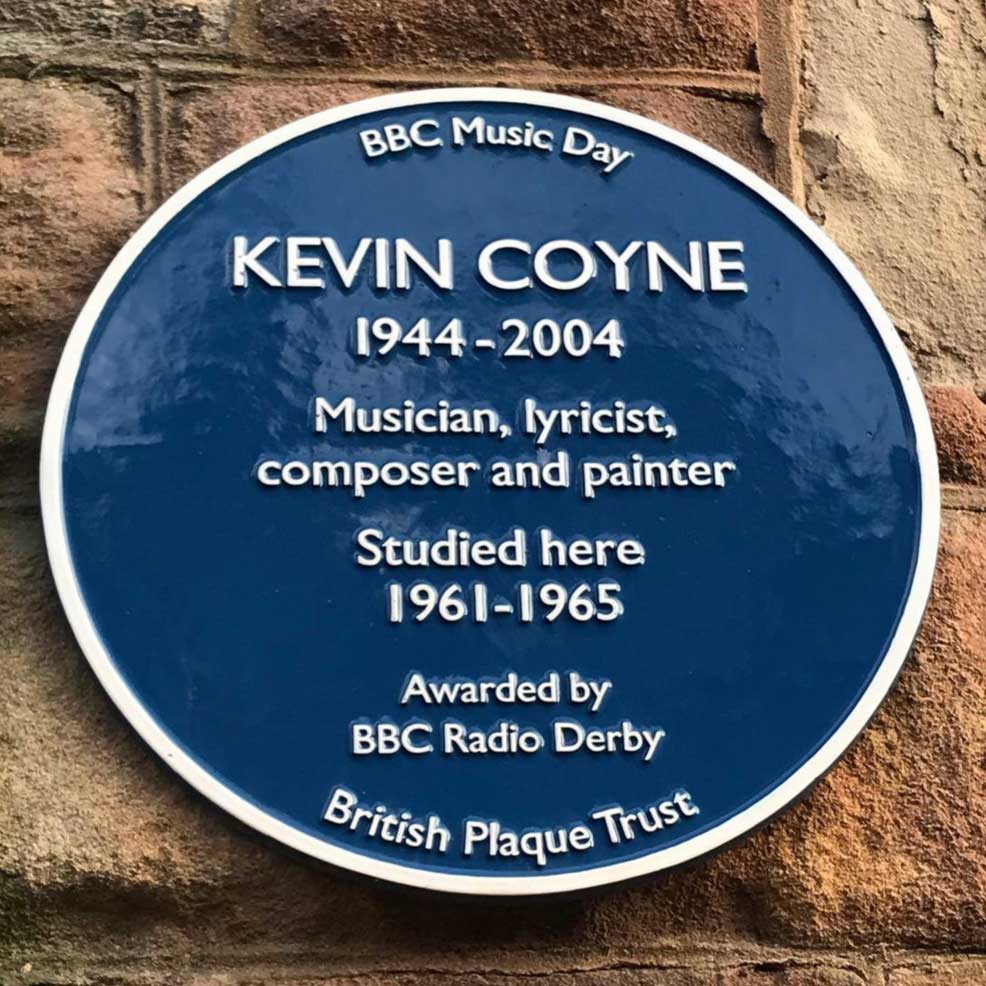 BBC Music Day
KEVIN COYNE
1944-2004
Musician, lyricist,
composer and painter
Studied here
1961-1965
Awarded by
BBC Radio Derby
British Plaque Trust